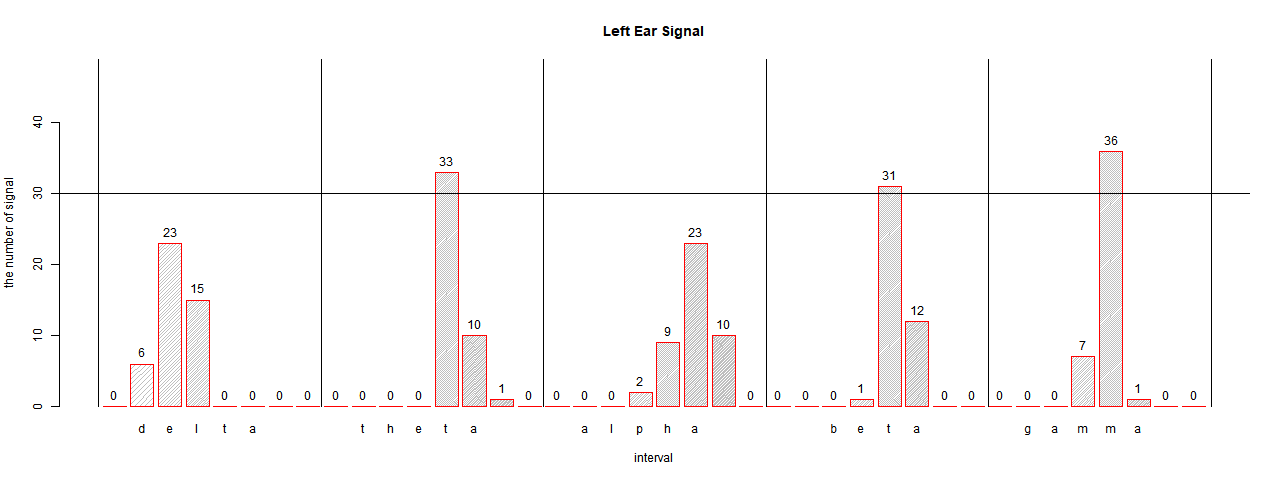 Left Ear Signal
the number of signal
40
30
20
10
0
0 6 23 15 0 0 0 0 0 0 0 0 33 10 1 0 0 0 0 2 9 23 10 0 0 0 0 1 31 12 0 0 0 0 0 7 36 1 0 0
d e l t a t h e t a a l p h a b e t a g a m m a
interval